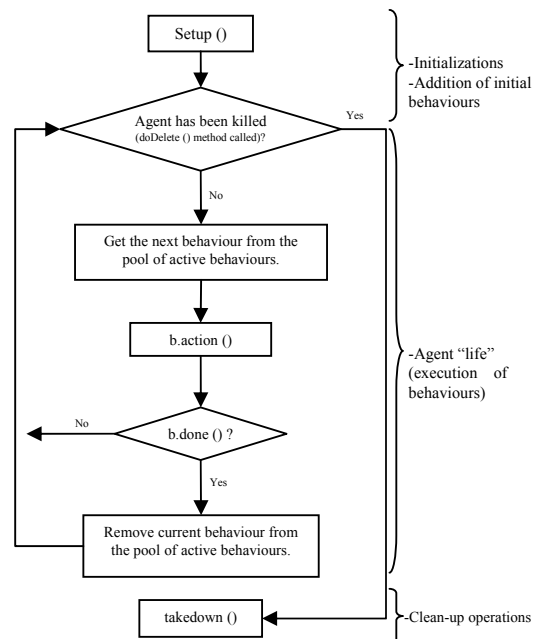 Setup ()
-Initializations
-Addition of initial
behaviours
Agent has been killed
(doDelete () method called)?
Yes
No
Get the next behaviour from the
pool of active behaviours.
b.action ()
-Agent “life”
(execution of
behaviours)
No
b.done () ?
Yes
Remove current behaviour from
the pool of active behaviours.
takedown ()
-Clean-up operations